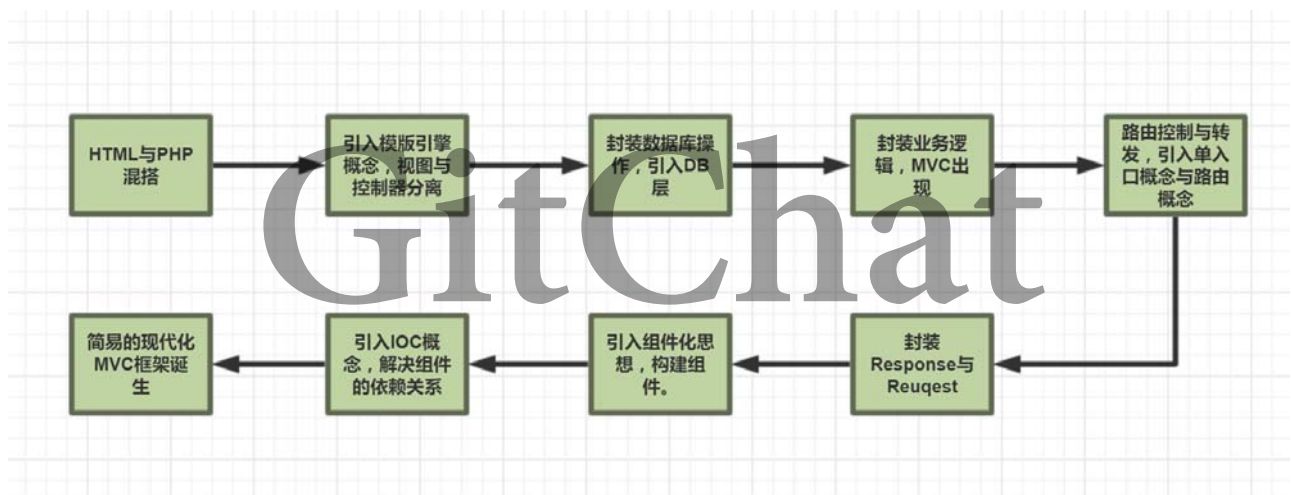 HTML与PHP
混搭
引入模版引擎
概念，视图与
控制器分离
封装数据库操
作，引入DB
层
封装业务逻
辑，MVC出
现
路由控制与转
发，引入单入
口概念与路由
概念
GitChat
封装
Response与
Reuqest
引入组件化思
想，构建组
件。
引入IOC概
念，解决组件
的依赖关系
简易的现代化
MVC框架诞
生